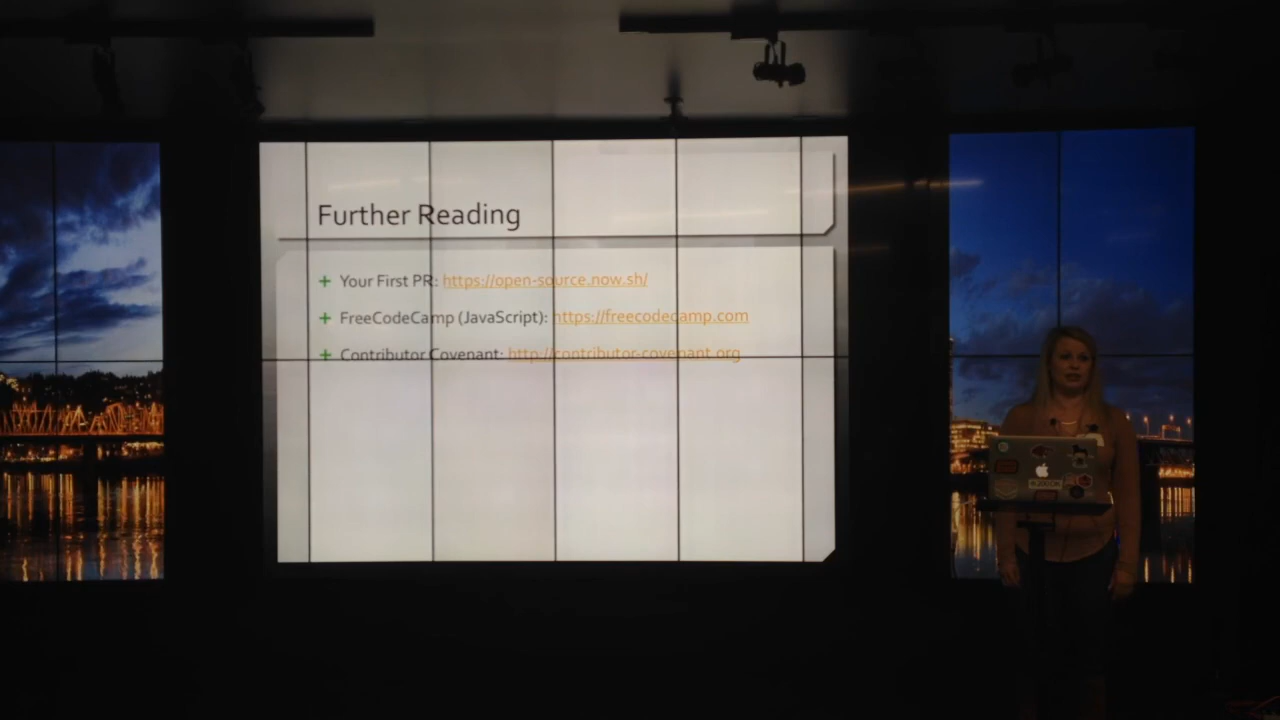 Further Reading
+ Your First PR: https://open-source.now.sh/
+ FreeCodeCamp (JavaScript): https://freecodecamp.com
+ Contributor Covenant: http://contributor-covenant.org